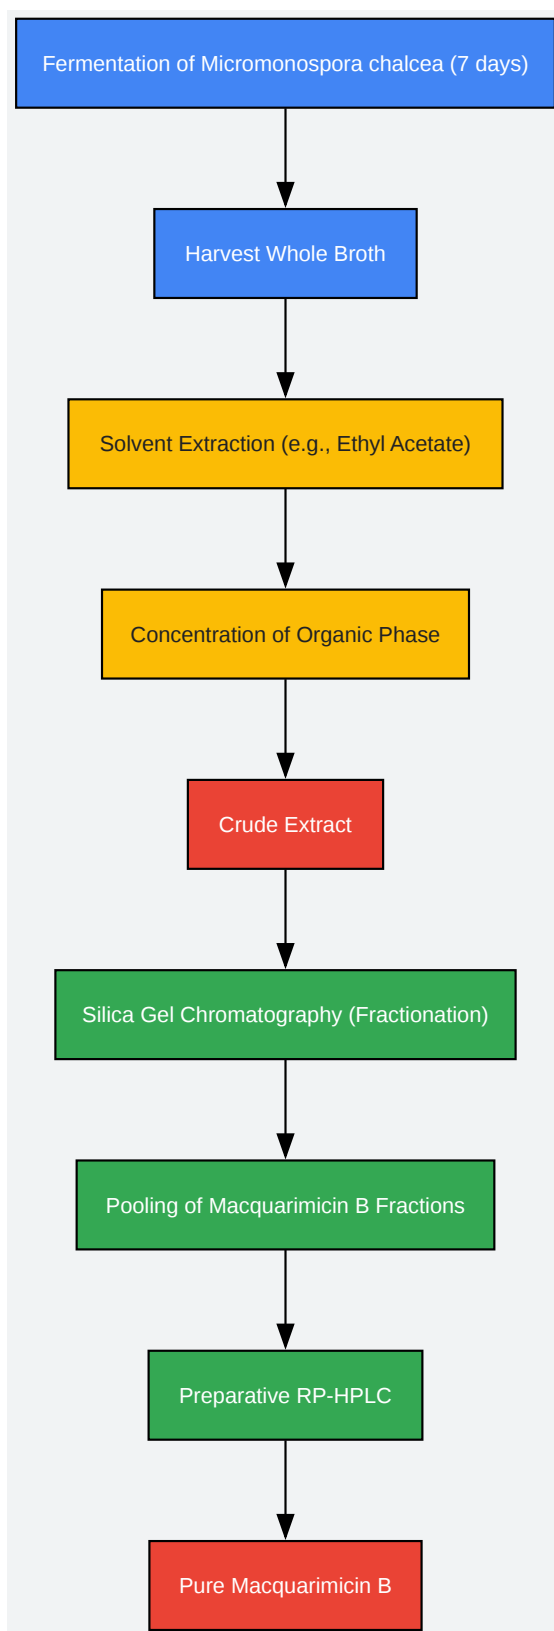 Fermentation of Micromonospora chalcea (7 days)
Harvest Whole Broth
Solvent Extraction (e.g., Ethyl Acetate)
Concentration of Organic Phase
Crude Extract
Silica Gel Chromatography (Fractionation)
Pooling of Macquarimicin B Fractions
Preparative RP-HPLC
Pure Macquarimicin B